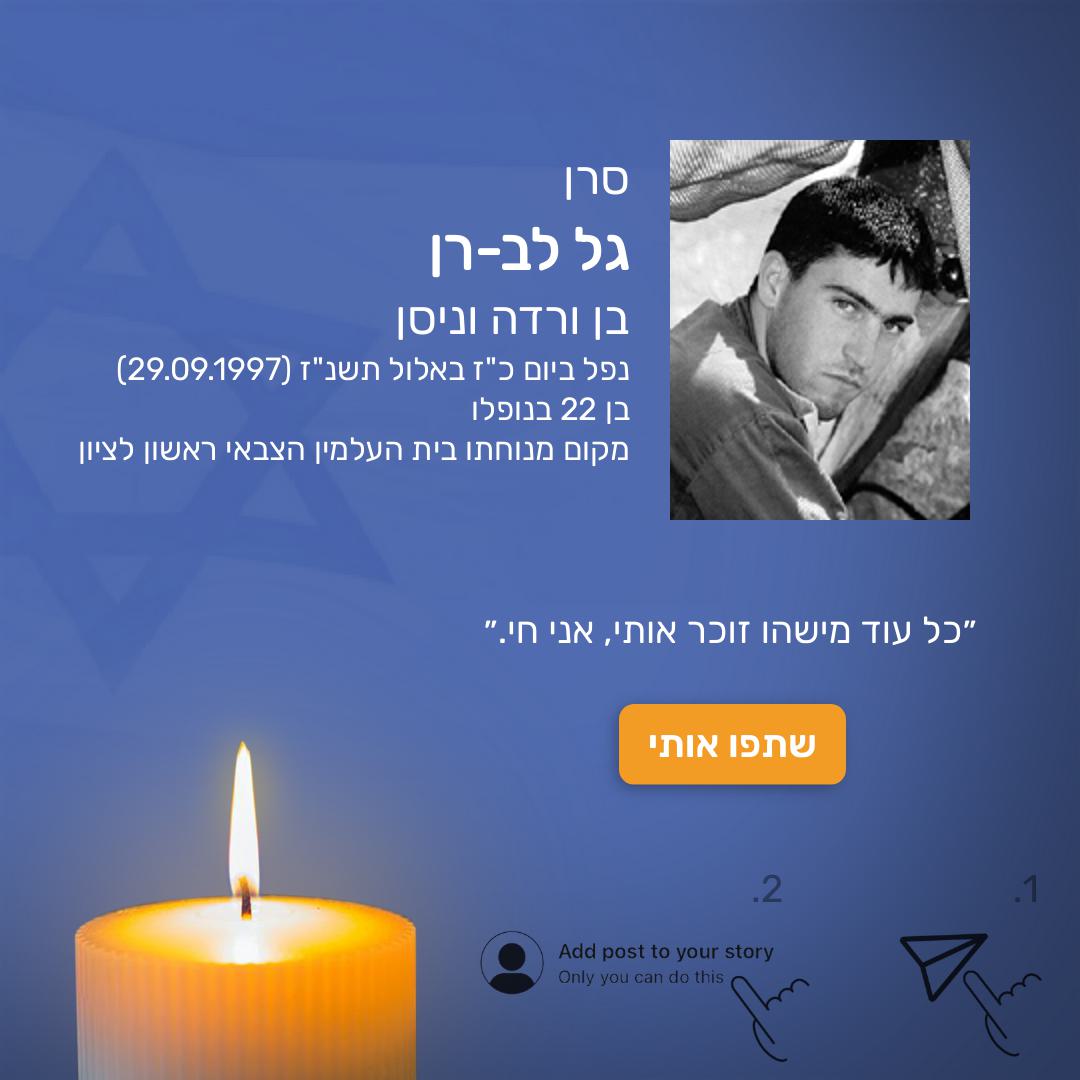 סרן
גל לב-רן
בן ורדה וניסן
נפל ביום כ"ז באלול תשנ"ז (29.09.1997)
בן 22 בנופלו
מקום מנוחתו בית העלמין הצבאי ראשון לציון
״כל עוד מישהו זוכר אותי, אני חי.״
שתפו אותי
1.
2.
Add post to your story
Only you can do this